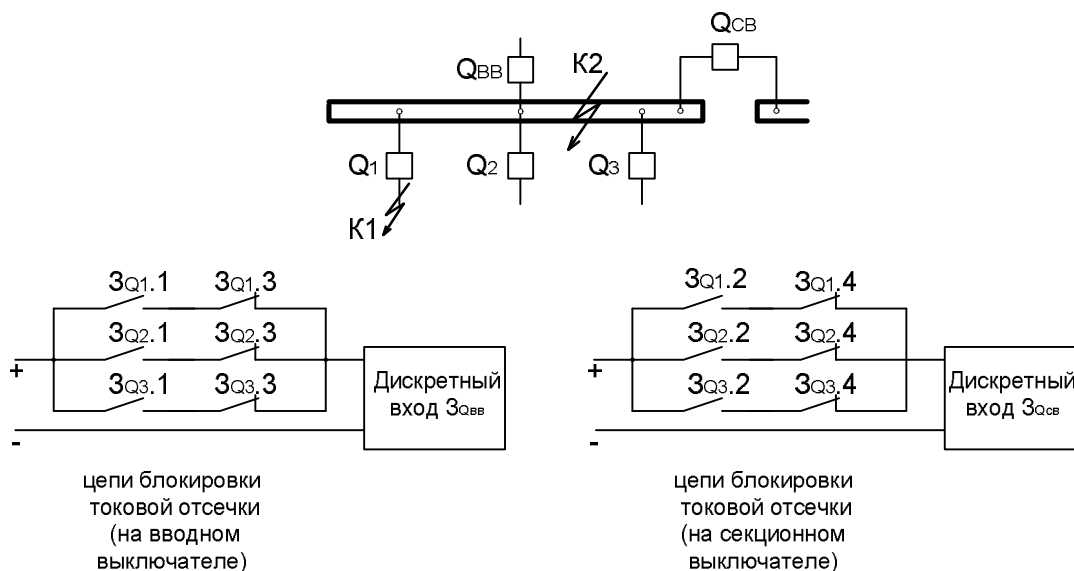 QСВ
QВВ
К2
Q1
Q2
Q3
К1
ЗQ1.1
ЗQ1.3
ЗQ2.1
ЗQ2.3
ЗQ3.1
ЗQ3.3
+
-
Дискретный
вход ЗQвв
цепи блокировки
токовой отсечки
(на вводном
выключателе)
ЗQ1.2
ЗQ1.4
ЗQ2.2
ЗQ2.4
ЗQ3.2
ЗQ3.4
+
-
Дискретный
вход ЗQсв
цепи блокировки
токовой отсечки
(на секционном
выключателе)